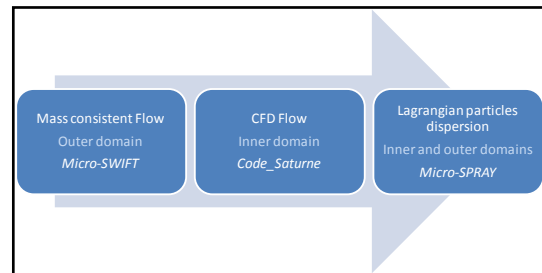 Mass consistent Flow
Outer domain
Micro-SWIFT
CFD Flow
Inner domain
Code_Saturne
Lagrangian particles
dispersion
Inner and outer domains
Micro-SPRAY